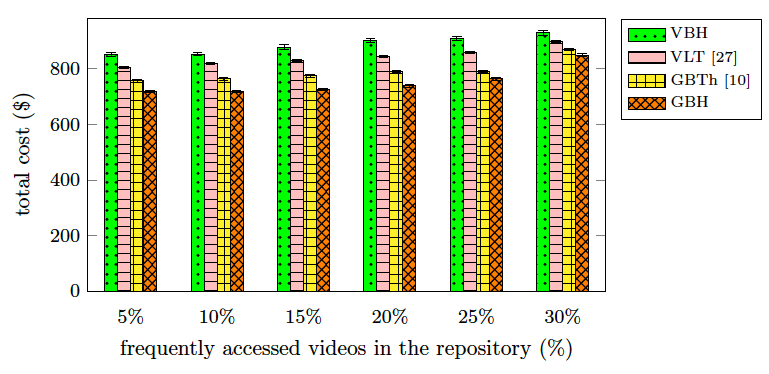 VBH
VLT [27]
GBTh [10]
GBH
total cost ($)
800
600
400
200
0
5% 10% 15% 20% 25% 30%
frequently accessed videos in the repository (%)